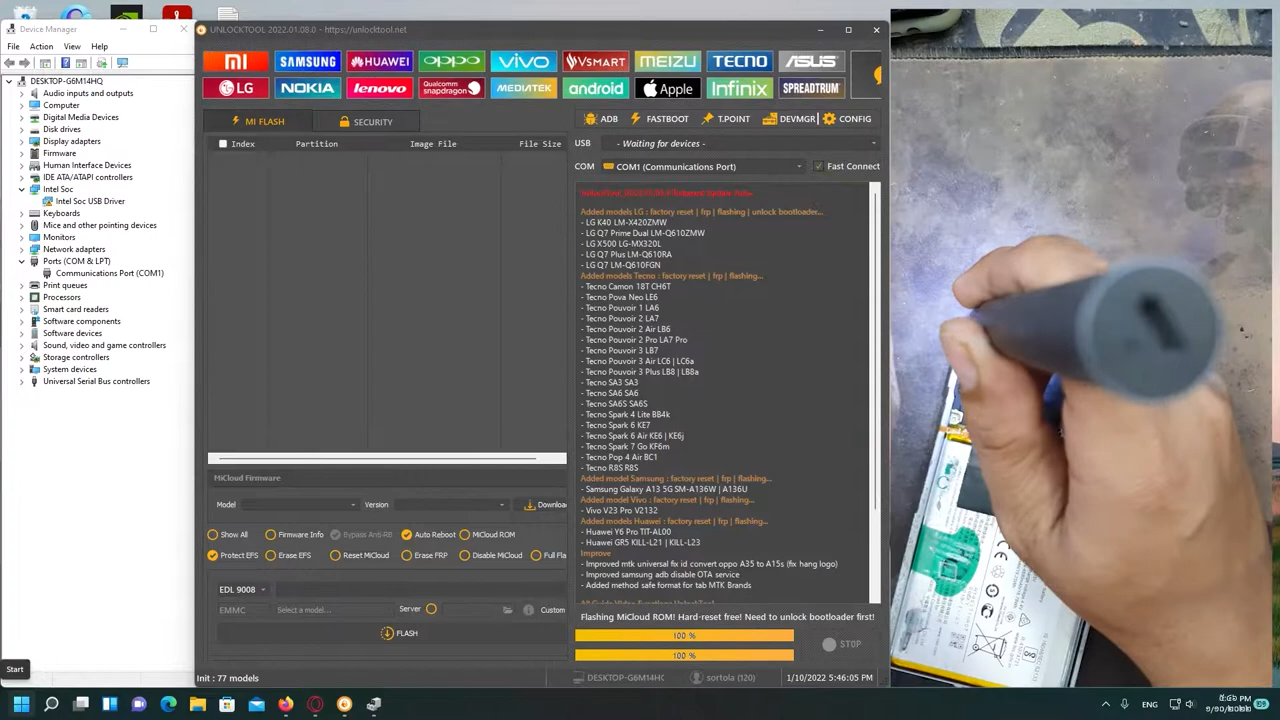 Device Manager
File Action View Help
DESKTOP-G6M14HQ
Audio inputs and outputs
Computer
Digital Media Devices
Disk drives
Display adapters
Firmware
Human Interface Devices
IDE ATA/ATAPI controllers
Intel Soc
Intel Soc USB Driver
Keyboards
Mice and other pointing devices
Monitors
Network adapters
Ports (COM & LPT)
Communications Port (COM1)
Print queues
Processors
Smart card readers
Software components
Software devices
Sound, video and game controllers
Storage controllers
System devices
Universal Serial Bus controllers
Start
UNLOCKTOOL 2022.01.08.0 - https://unlocktool.net
MI SAMSUNG HUAWEI OPPO VIVO VSMART MEIZU TECNO ASUS
LG NOKIA lenovo Qualcomm snapdragon MEDIATEK android Apple Infinix SPREADTRUM
MI FLASH SECURITY
Index Partition Image File File Size
MiCloud Firmware
Model Version Download
Show All Firmware Info Bypass Anti-RB Auto Reboot MiCloud ROM
Protect EFS Erase EFS Reset MiCloud Erase FRP Disable MiCloud Full Fla
EDL 9008
EMMC Select a model... Server Custom
FLASH
Init : 77 models
ADB FASTBOOT T.POINT DEVMGR CONFIG
USB - Waiting for devices -
COM COM1 (Communications Port) Fast Connect
Added models LG : factory reset | frp | flashing | unlock bootloader...
- LG K40 LM-X420ZMW
- LG Q7 Prime Dual LM-Q610ZMW
- LG X500 LG-MX320L
- LG Q7 Plus LM-Q610RA
- LG Q7 LM-Q610FGN
Added models Tecno : factory reset | frp | flashing...
- Tecno Camon 18T CH6T
- Tecno Pova Neo LE6
- Tecno Pouvoir 1 LA6
- Tecno Pouvoir 2 LA7
- Tecno Pouvoir 2 Air LB6
- Tecno Pouvoir 2 Pro LA7 Pro
- Tecno Pouvoir 3 LB7
- Tecno Pouvoir 3 Air LC6 | LC6a
- Tecno Pouvoir 3 Plus LB8 | LB8a
- Tecno SA3 SA3
- Tecno SA6 SA6
- Tecno SA6S SA6S
- Tecno Spark 4 Lite BB4k
- Tecno Spark 6 KE7
- Tecno Spark 6 Air KE6 | KE6j
- Tecno Spark 7 Go KF6m
- Tecno Pop 4 Air BC1
- Tecno R8S R8S
Added model Samsung : factory reset | frp | flashing...
- Samsung Galaxy A13 5G SM-A136W | A136U
Added model Vivo : factory reset | frp | flashing...
- Vivo V23 Pro V2132
Added models Huawei : factory reset | frp | flashing...
- Huawei Y6 Pro TIT-AL00
- Huawei GR5 KILL-L21 | KILL-L23
Improve
- Improved mtk universal fix id convert oppo A35 to A15s (fix hang logo)
- Improved samsung adb disable OTA service
- Added method safe format for tab MTK Brands
Flashing MiCloud ROM! Hard-reset free! Need to unlock bootloader first!
100 %
100 %
STOP
DESKTOP-G6M14HQ sortola (120) 1/10/2022 5:46:05 PM
ENG